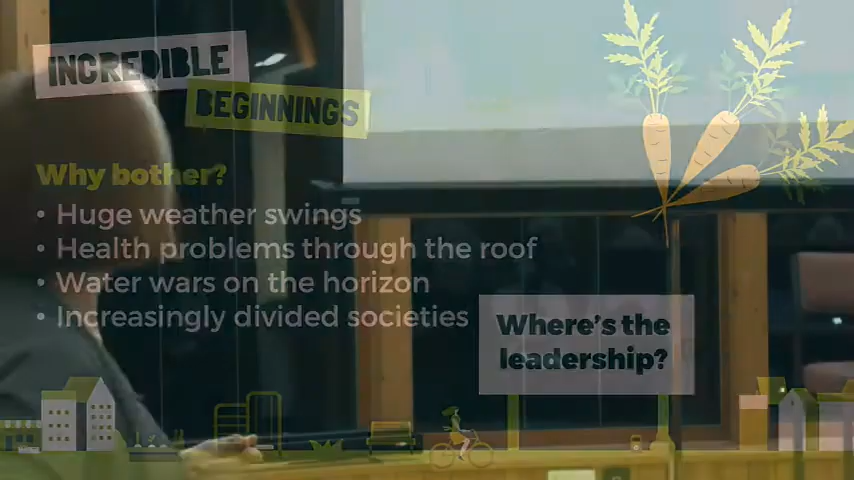 INCREDIBLE
BEGINNINGS
Why bother?
• Huge weather swings
• Health problems through the roof
• Water wars on the horizon
• Increasingly divided societies
Where's the
leadership?